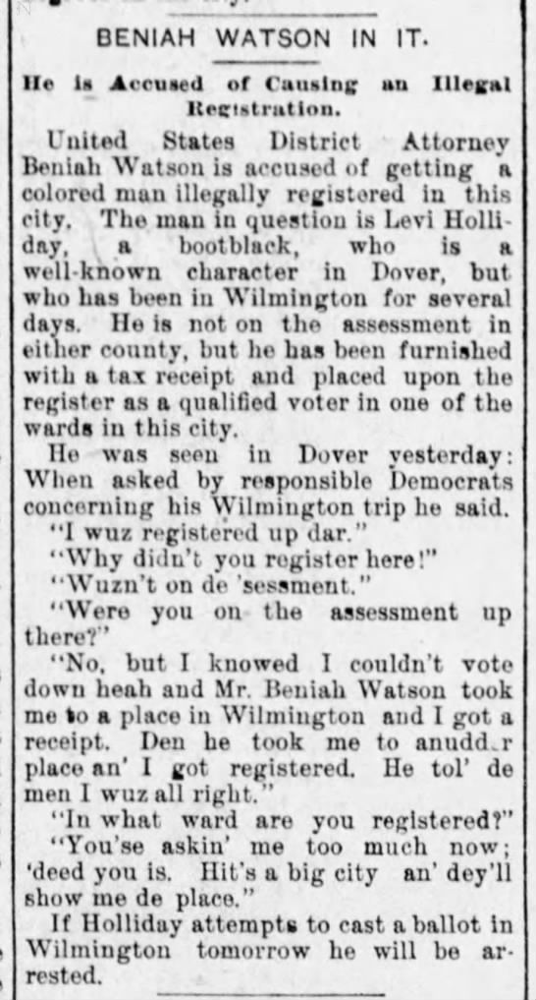 BENIAH WATSON IN IT.
He is Accused of Causing an Illegal
Registration.
United States District Attorney
Beniah Watson is accused of getting a
colored man illegally registered in this
city. The man in question is Levi Holli-
day, a bootblack, who is a
well-known character in Dover, but
who has been in Wilmington for several
days. He is not on the assessment in
either county, but he has been furnished
with a tax receipt and placed upon the
register as a qualified voter in one of the
wards in this city.
He was seen in Dover yesterday:
When asked by responsible Democrats
concerning his Wilmington trip he said.
"I wuz registered up dar."
"Why didn't you register here!"
"Wuzn't on de 'sessment."
"Were you on the assessment up
there?"
"No, but I knowed I couldn't vote
down heah and Mr. Beniah Watson took
me to a place in Wilmington and I got a
receipt. Den he took me to anudd.r
place an' I got registered. He tol' de
men I wuz all right."
"In what ward are you registered?"
"You'se askin' me too much now;
'deed you is. Hit's a big city an' dey'll
show me de place."
If Holliday attempts to cast a ballot in
Wilmington tomorrow he will be ar-
rested.